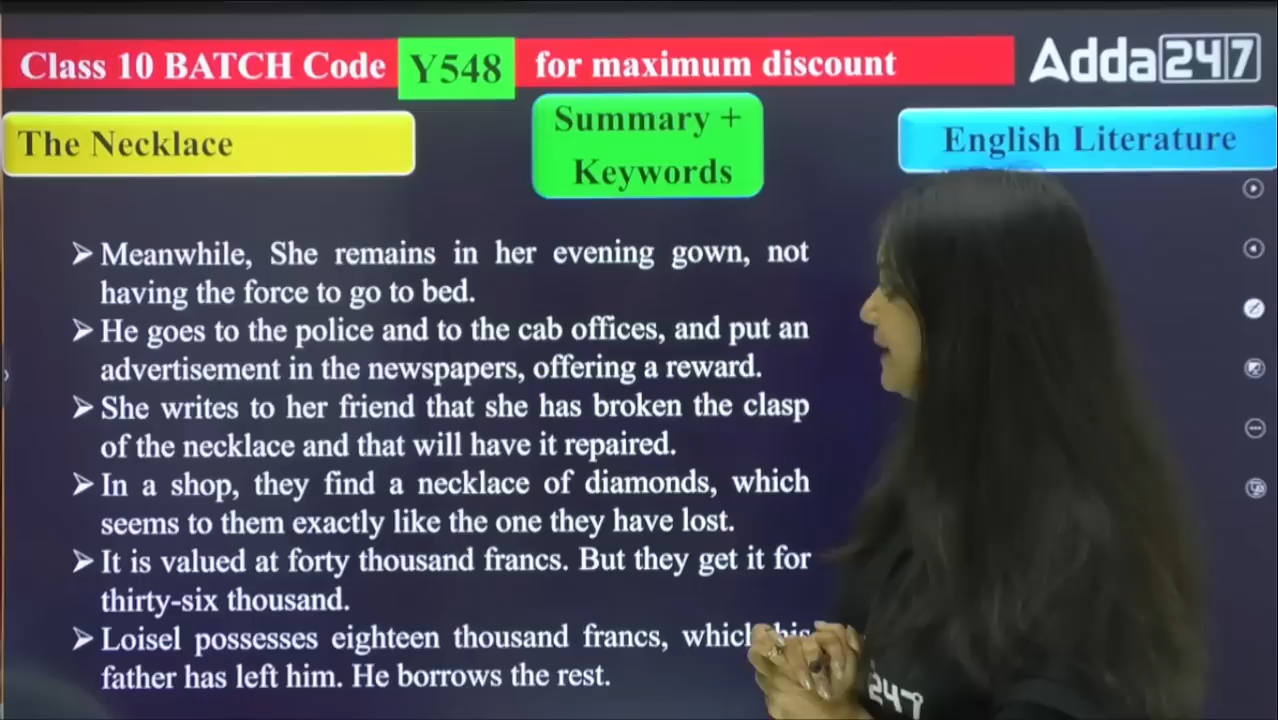 Class 10 BATCH Code Y548 for maximum discount
Adda247
The Necklace
Summary +
Keywords
English Literature
➢ Meanwhile, She remains in her evening gown, not
having the force to go to bed.
➢ He goes to the police and to the cab offices, and put an
advertisement in the newspapers, offering a reward.
➢ She writes to her friend that she has broken the clasp
of the necklace and that will have it repaired.
➢ In a shop, they find a necklace of diamonds, which
seems to them exactly like the one they have lost.
➢ It is valued at forty thousand francs. But they get it for
thirty-six thousand.
➢ Loisel possesses eighteen thousand francs, which his
father has left him. He borrows the rest.
247